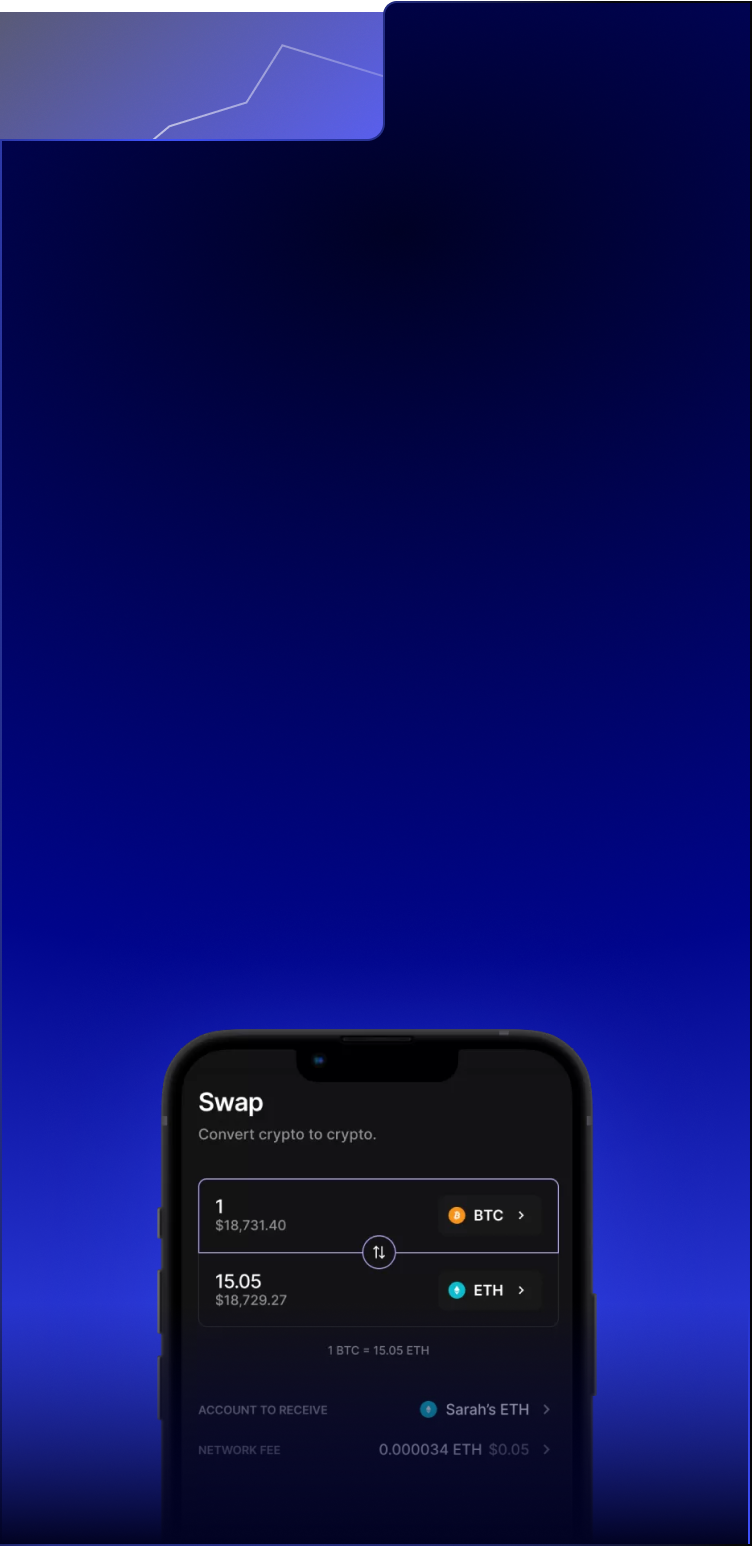 Swap
Convert crypto to crypto.
1
$18,731.40
BTC
15.05
$18,729.27
ETH
1 BTC = 15.05 ETH
ACCOUNT TO RECEIVE Sarah’s ETH
NETWORK FEE 0.000034 ETH $0.05